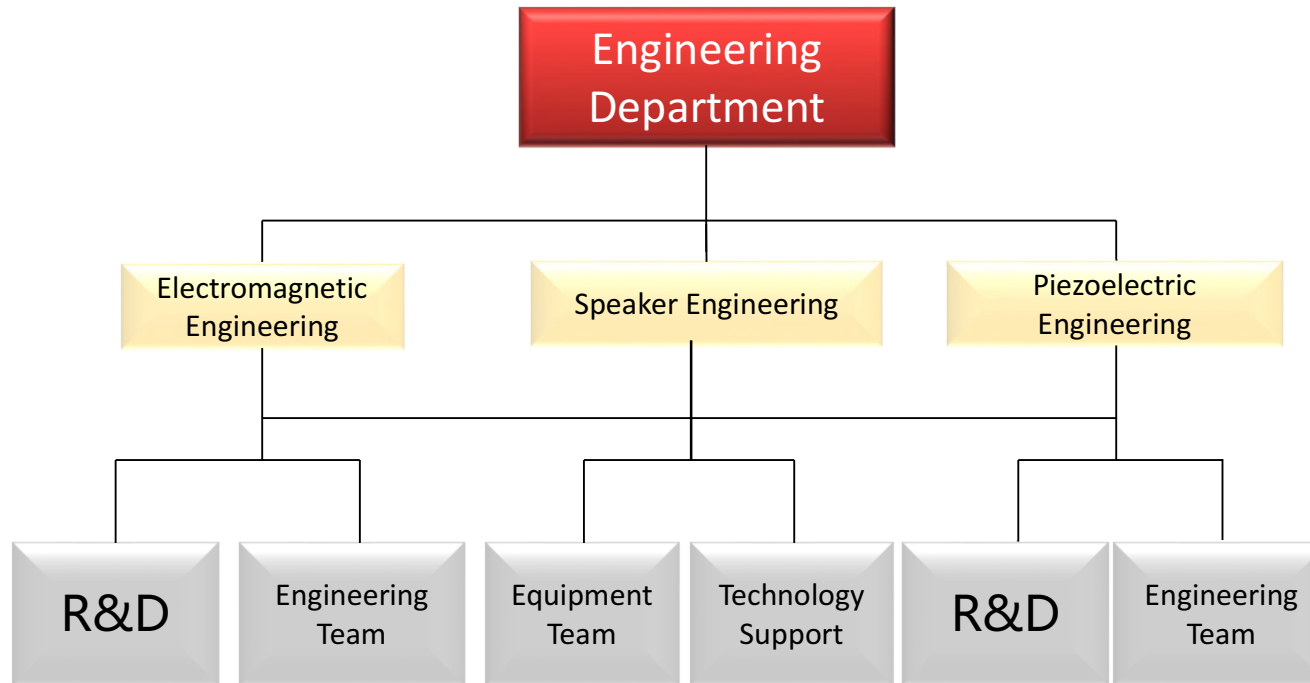 Engineering
Department
Electromagnetic
Engineering
Speaker Engineering
Piezoelectric
Engineering
R&D
Engineering
Team
Equipment
Team
Technology
Support
R&D
Engineering
Team